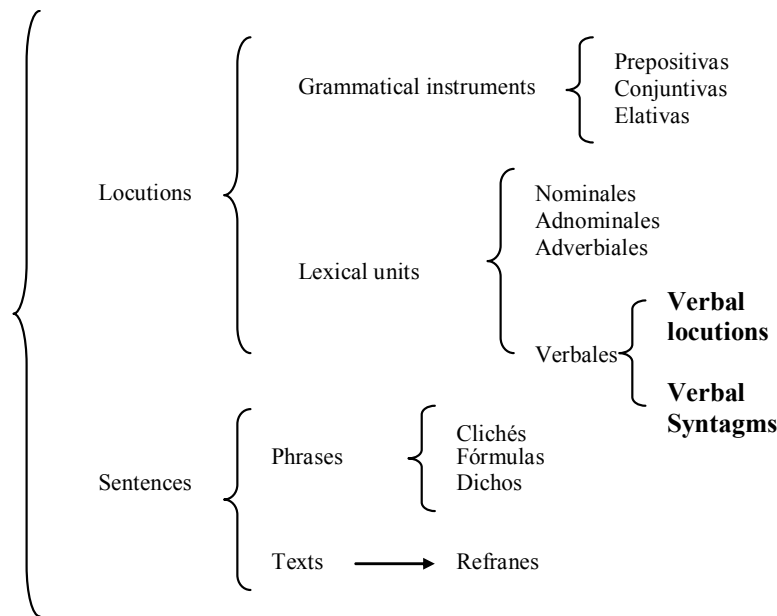 Locutions
Grammatical instruments
Prepositivas
Conjuntivas
Elativas
Lexical units
Nominales
Adnominales
Adverbiales
Verbales
Verbal
locutions
Verbal
Syntagms
Sentences
Phrases
Clichés
Fórmulas
Dichos
Texts
Refranes